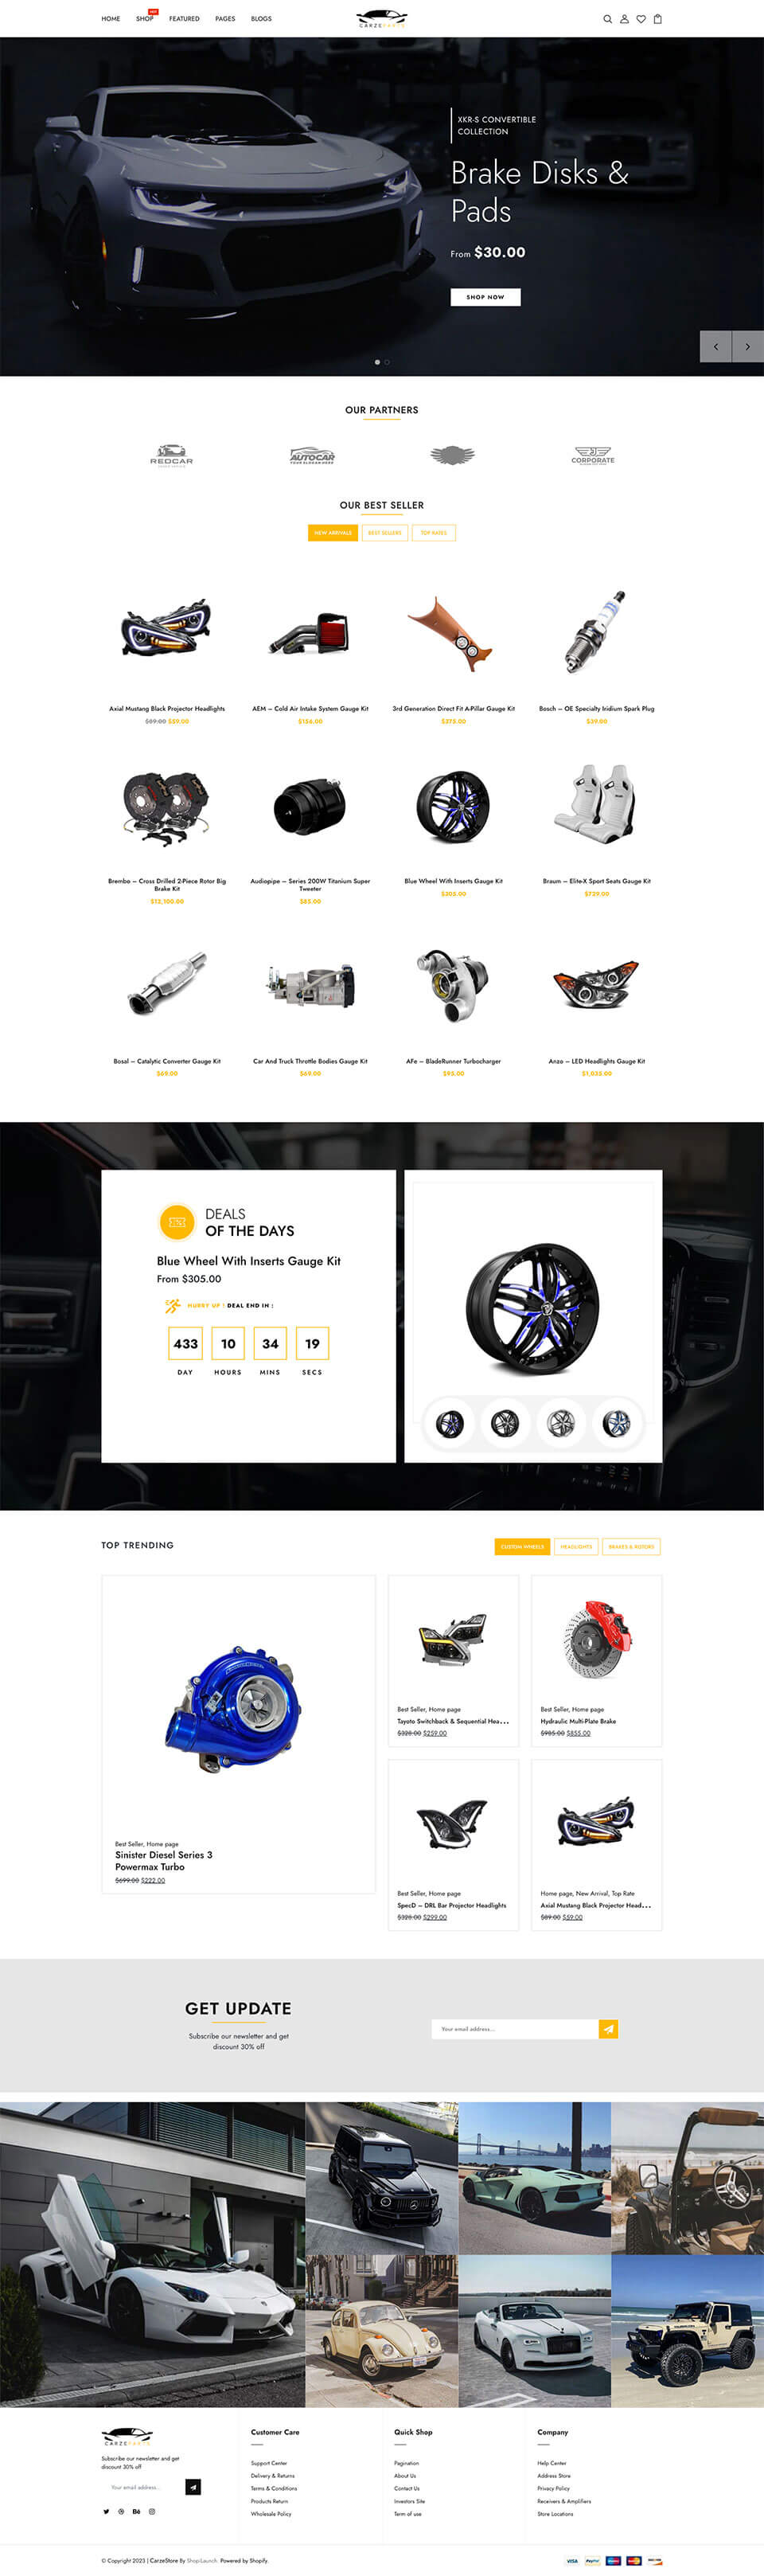 HOME SHOP FEATURED PAGES BLOGS
HOT
CARZEPARTS
XKR-S CONVERTIBLE
COLLECTION
Brake Disks &
Pads
From $30.00
SHOP NOW
OUR PARTNERS
REDCAR
AUTOCAR
CORPORATE
OUR BEST SELLER
NEW ARRIVALS BEST SELLERS TOP RATES
Axial Mustang Black Projector Headlights
$89.00 $59.00
AEM – Cold Air Intake System Gauge Kit
$156.00
3rd Generation Direct Fit A-Pillar Gauge Kit
$375.00
Bosch – OE Specialty Iridium Spark Plug
$39.00
Brembo – Cross Drilled 2-Piece Rotor Big
Brake Kit
$12,100.00
Audiopipe – Series 200W Titanium Super
Tweeter
$85.00
Blue Wheel With Inserts Gauge Kit
$305.00
Braum – Elite-X Sport Seats Gauge Kit
$729.00
Bosal – Catalytic Converter Gauge Kit
$69.00
Car And Truck Throttle Bodies Gauge Kit
$69.00
AFe – BladeRunner Turbocharger
$95.00
Anzo – LED Headlights Gauge Kit
$1,035.00
DEALS
OF THE DAYS
Blue Wheel With Inserts Gauge Kit
From $305.00
HURRY UP ! DEAL END IN :
433 10 34 19
DAY HOURS MINS SECS
TOP TRENDING
CUSTOM WHEELS HEADLIGHTS BRAKES & ROTORS
Best Seller, Home page
Sinister Diesel Series 3
Powermax Turbo
$699.00 $222.00
Best Seller, Home page
Tayoto Switchback & Sequential Hea...
$328.00 $259.00
Best Seller, Home page
Hydraulic Multi-Plate Brake
$985.00 $855.00
Best Seller, Home page
SpecD – DRL Bar Projector Headlights
$328.00 $299.00
Home page, New Arrival, Top Rate
Axial Mustang Black Projector Head...
$89.00 $59.00
GET UPDATE
Subscribe our newsletter and get
discount 30% off
Your email address...
CARZEPARTS
Subscribe our newsletter and get
discount 30% off
Your email address...
Customer Care
Support Center
Delivery & Returns
Terms & Conditions
Products Return
Wholesale Policy
Quick Shop
Pagination
About Us
Contact Us
Investors Site
Term of use
Company
Help Center
Address Store
Privacy Policy
Receivers & Amplifiers
Store Locations
© Copyright 2023 | CarzeStore By Shop-Launch. Powered by Shopify.
VISA PayPal